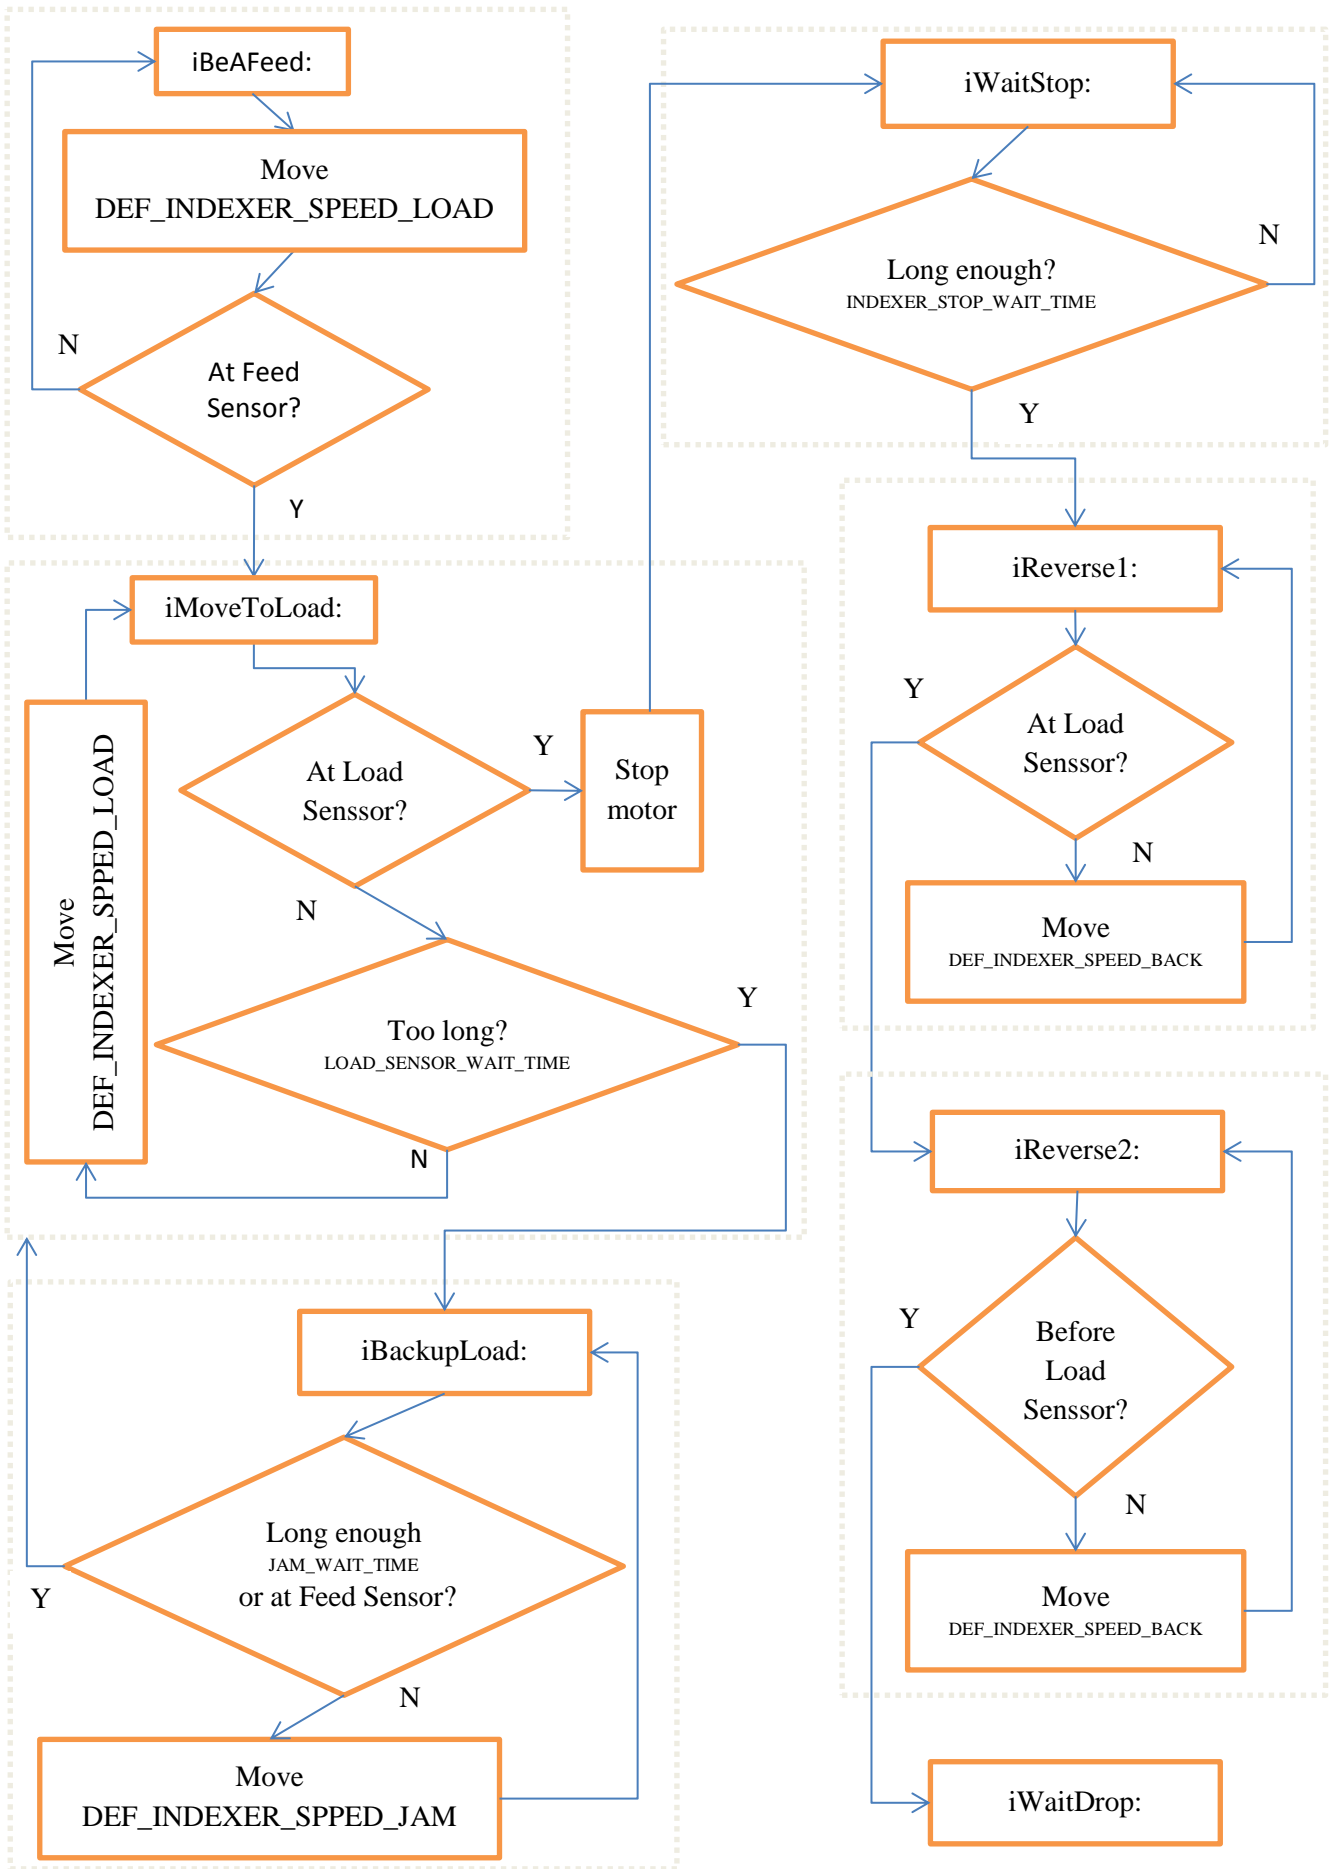 iBeAFeed:
Move
DEF_INDEXER_SPEED_LOAD
N
At Feed
Sensor?
Y
iMoveToLoad:
Move
DEF_INDEXER_SPPED_LOAD
At Load
Senssor?
Y
Stop
motor
N
Too long?
LOAD_SENSOR_WAIT_TIME
Y
N
iBackupLoad:
Long enough
JAM_WAIT_TIME
or at Feed Sensor?
Y
N
Move
DEF_INDEXER_SPPED_JAM
iWaitStop:
N
Long enough?
INDEXER_STOP_WAIT_TIME
Y
iReverse1:
Y
At Load
Senssor?
N
Move
DEF_INDEXER_SPEED_BACK
iReverse2:
Y
Before
Load
Senssor?
N
Move
DEF_INDEXER_SPEED_BACK
iWaitDrop: